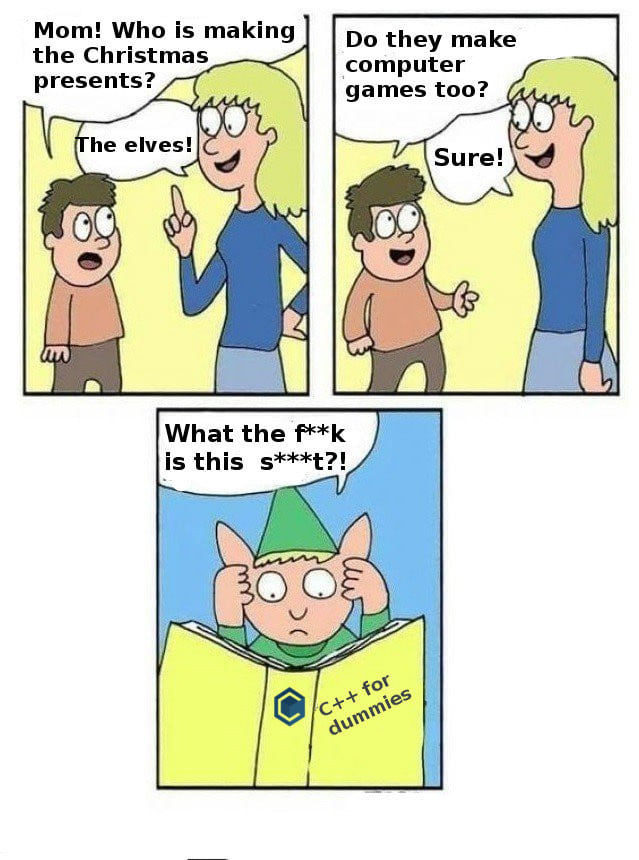 Mom! Who is making
the Christmas
presents?
The elves!
Do they make
computer
games too?
Sure!
What the f**k
is this s***t?!
C++ for
dummies